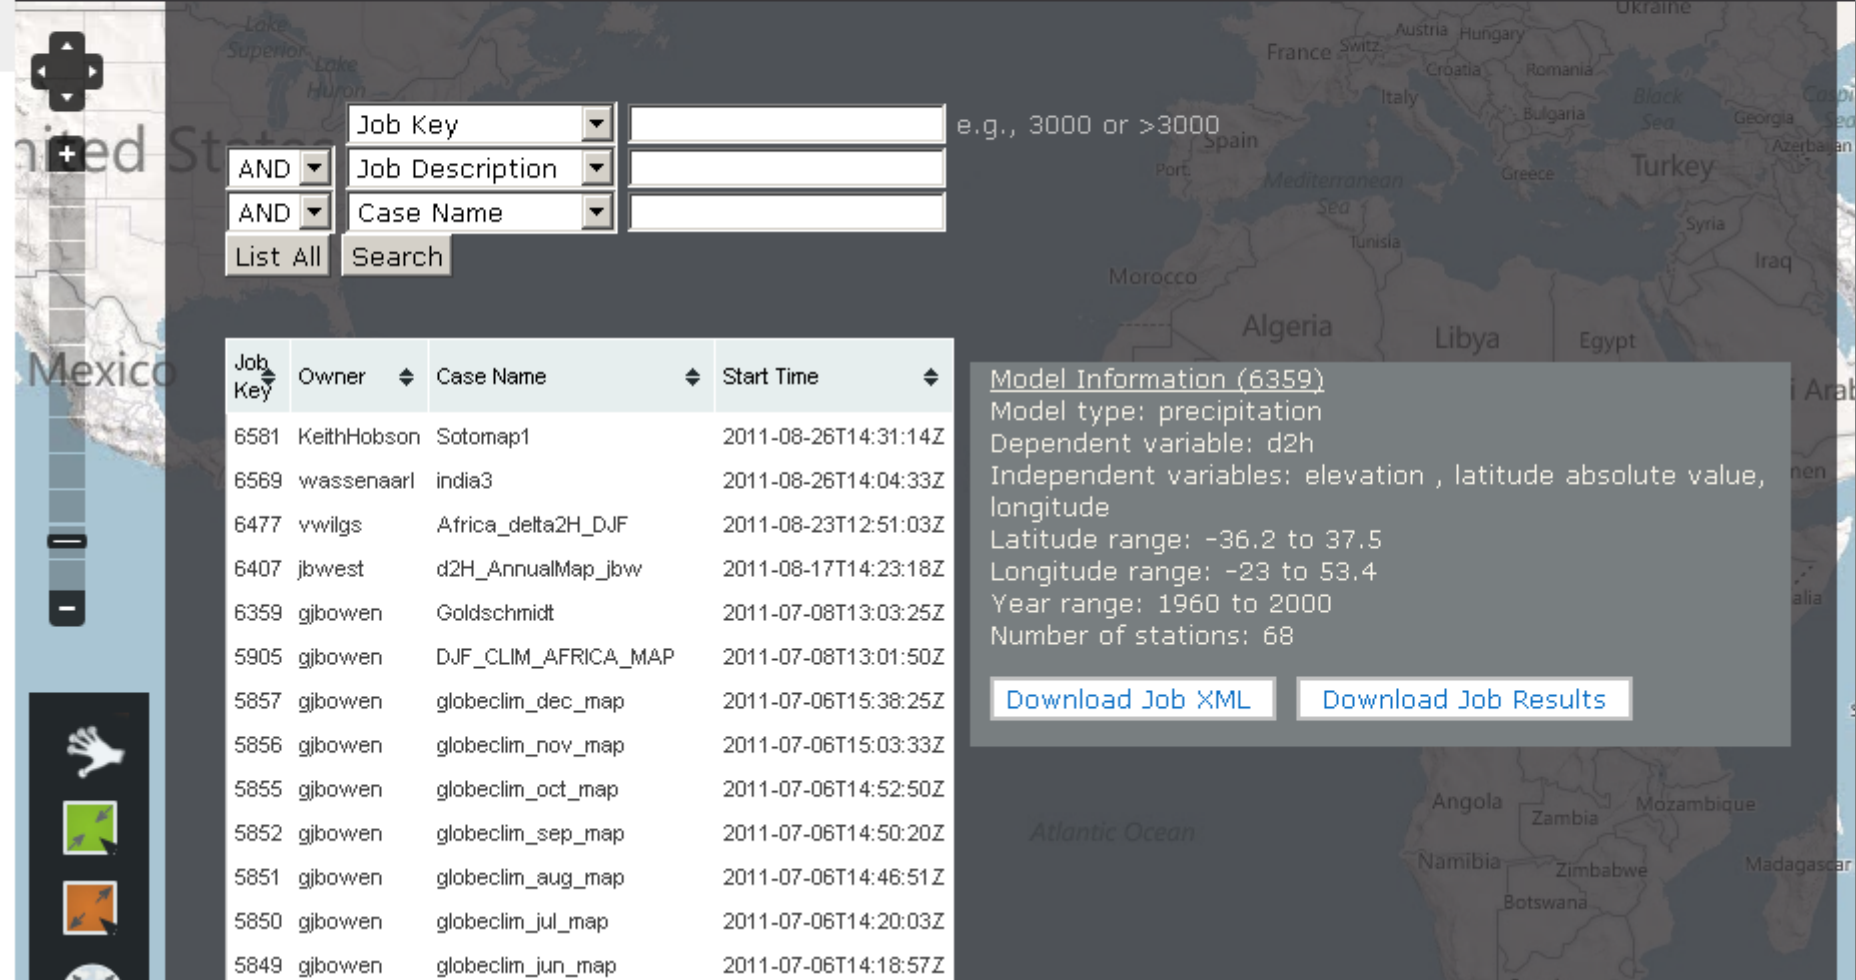 Lake
Superior
Lake
Huron
United St
Mexico
Job Key
e.g., 3000 or >3000
AND Job Description
AND Case Name
List All Search
Ukraine
Austria Hungary
France Switz.
Croatia Romania
Italy
Bulgaria
Black
Sea
Georgia
Azerbaijan
Spain
Port.
Mediterranean
Sea
Greece
Turkey
Syria
Tunisia
Iraq
Morocco
Algeria
Libya
Egypt
Job Key Owner Case Name Start Time
6581 KeithHobson Sotomap1 2011-08-26T14:31:14Z
6569 wassenaarl india3 2011-08-26T14:04:33Z
6477 vwilgs Africa_delta2H_DJF 2011-08-23T12:51:03Z
6407 jbwest d2H_AnnualMap_jbw 2011-08-17T14:23:18Z
6359 gjbowen Goldschmidt 2011-07-08T13:03:25Z
5905 gjbowen DJF_CLIM_AFRICA_MAP 2011-07-08T13:01:50Z
5857 gjbowen globeclim_dec_map 2011-07-06T15:38:25Z
5856 gjbowen globeclim_nov_map 2011-07-06T15:03:33Z
5855 gjbowen globeclim_oct_map 2011-07-06T14:52:50Z
5852 gjbowen globeclim_sep_map 2011-07-06T14:50:20Z
5851 gjbowen globeclim_aug_map 2011-07-06T14:46:51Z
5850 gjbowen globeclim_jul_map 2011-07-06T14:20:03Z
5849 gjbowen globeclim_jun_map 2011-07-06T14:18:57Z
Model Information (6359)
Model type: precipitation
Dependent variable: d2h
Independent variables: elevation , latitude absolute value,
longitude
Latitude range: -36.2 to 37.5
Longitude range: -23 to 53.4
Year range: 1960 to 2000
Number of stations: 68
Download Job XML Download Job Results
Atlantic Ocean
Angola
Zambia
Mozambique
Namibia
Zimbabwe
Madagascar
Botswana